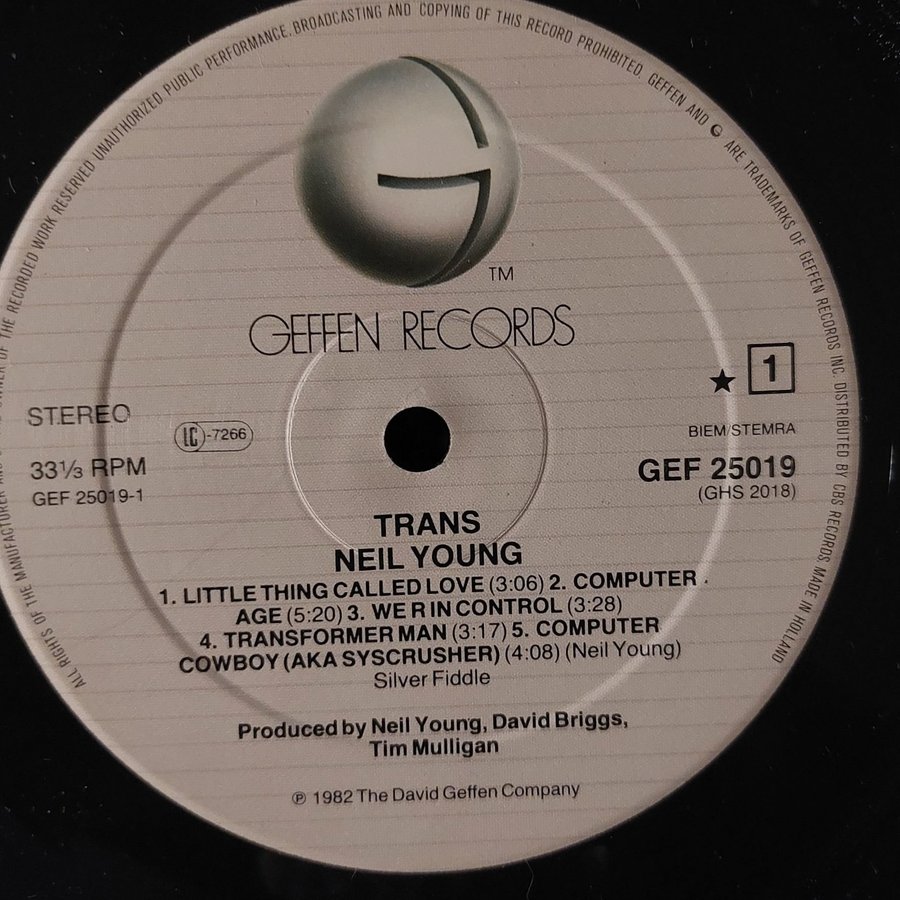 ALL RIGHTS OF THE MANUFACTURER AND OF THE OWNER OF THE RECORDED WORK RESERVED UNAUTHORIZED PUBLIC PERFORMANCE. BROADCASTING AND COPYING OF THIS RECORD PROHIBITED. GEFFEN AND G ARE TRADEMARKS OF GEFFEN RECORDS INC. DISTRIBUTED BY CBS RECORDS MADE IN HOLLAND
G
TM
GEFFEN RECORDS
★ 1
STEREO
LC-7266
BIEM/STEMRA
33⅓ RPM
GEF 25019
GEF 25019-1
(GHS 2018)
TRANS
NEIL YOUNG
1. LITTLE THING CALLED LOVE (3:06) 2. COMPUTER
AGE (5:20) 3. WE R IN CONTROL (3:28)
4. TRANSFORMER MAN (3:17) 5. COMPUTER
COWBOY (AKA SYSCRUSHER) (4:08) (Neil Young)
Silver Fiddle
Produced by Neil Young, David Briggs,
Tim Mulligan
℗ 1982 The David Geffen Company